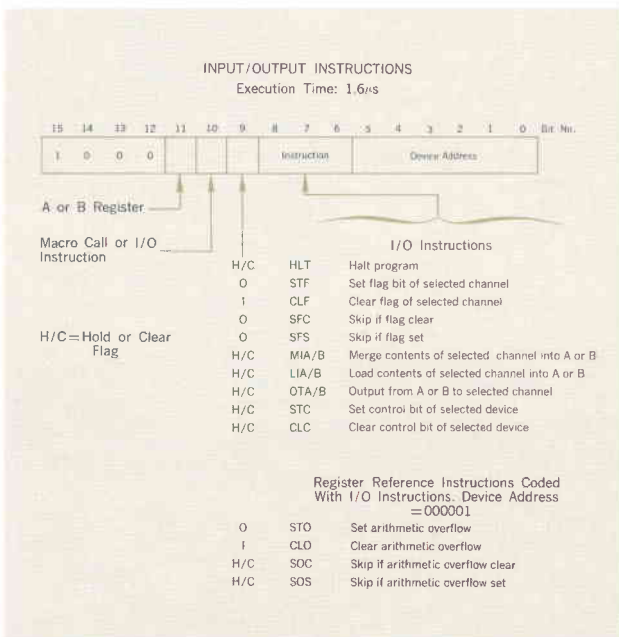 INPUT/OUTPUT INSTRUCTIONS
Execution Time: 1.6μs
15 14 13 12 11 10 9 8 7 6 5 4 3 2 1 0 Bit No.
1 0 0 0 Instruction Device Address
A or B Register
Macro Call or I/O
Instruction
I/O Instructions
H/C HLT Halt program
0 STF Set flag bit of selected channel
1 CLF Clear flag of selected channel
0 SFC Skip if flag clear
H/C=Hold or Clear
Flag
0 SFS Skip if flag set
H/C MIA/B Merge contents of selected channel into A or B
H/C LIA/B Load contents of selected channel into A or B
H/C OTA/B Output from A or B to selected channel
H/C STC Set control bit of selected device
H/C CLC Clear control bit of selected device
Register Reference Instructions Coded
With I/O Instructions. Device Address
=000001
0 STO Set arithmetic overflow
1 CLO Clear arithmetic overflow
H/C SOC Skip if arithmetic overflow clear
H/C SOS Skip if arithmetic overflow set